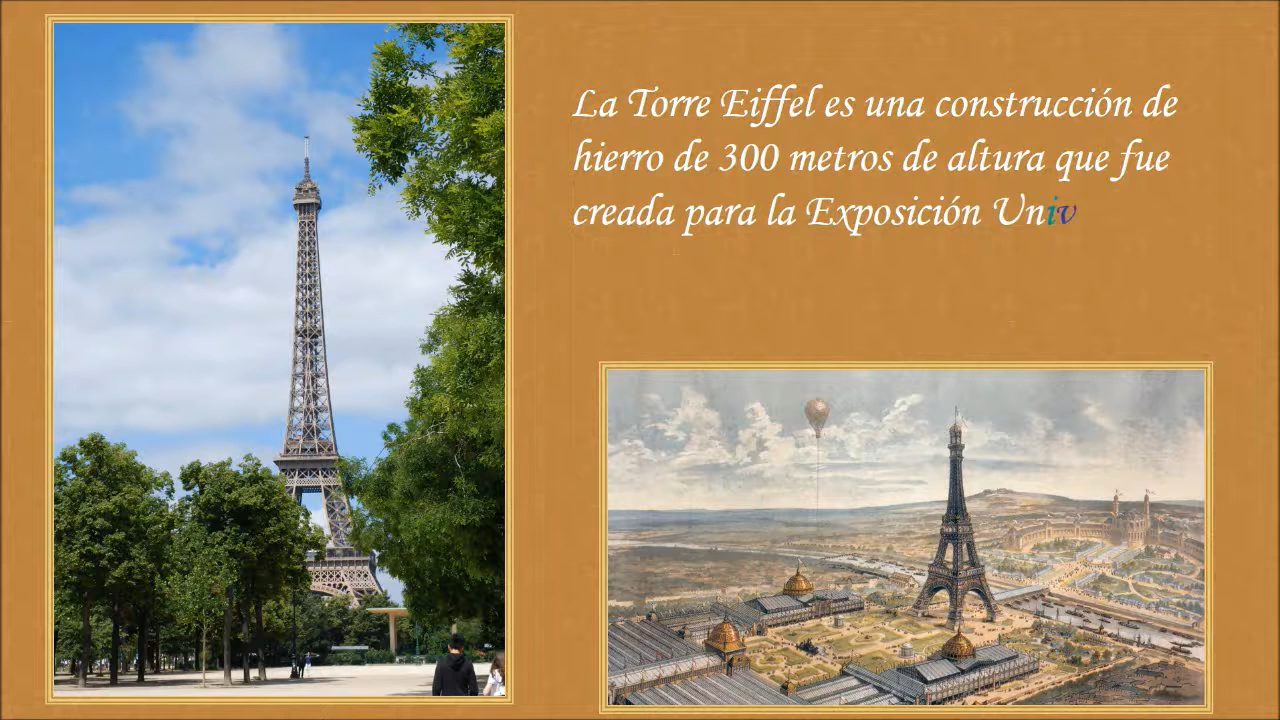 La Torre Eiffel es una construcción de
hierro de 300 metros de altura que fue
creada para la Exposición Univ